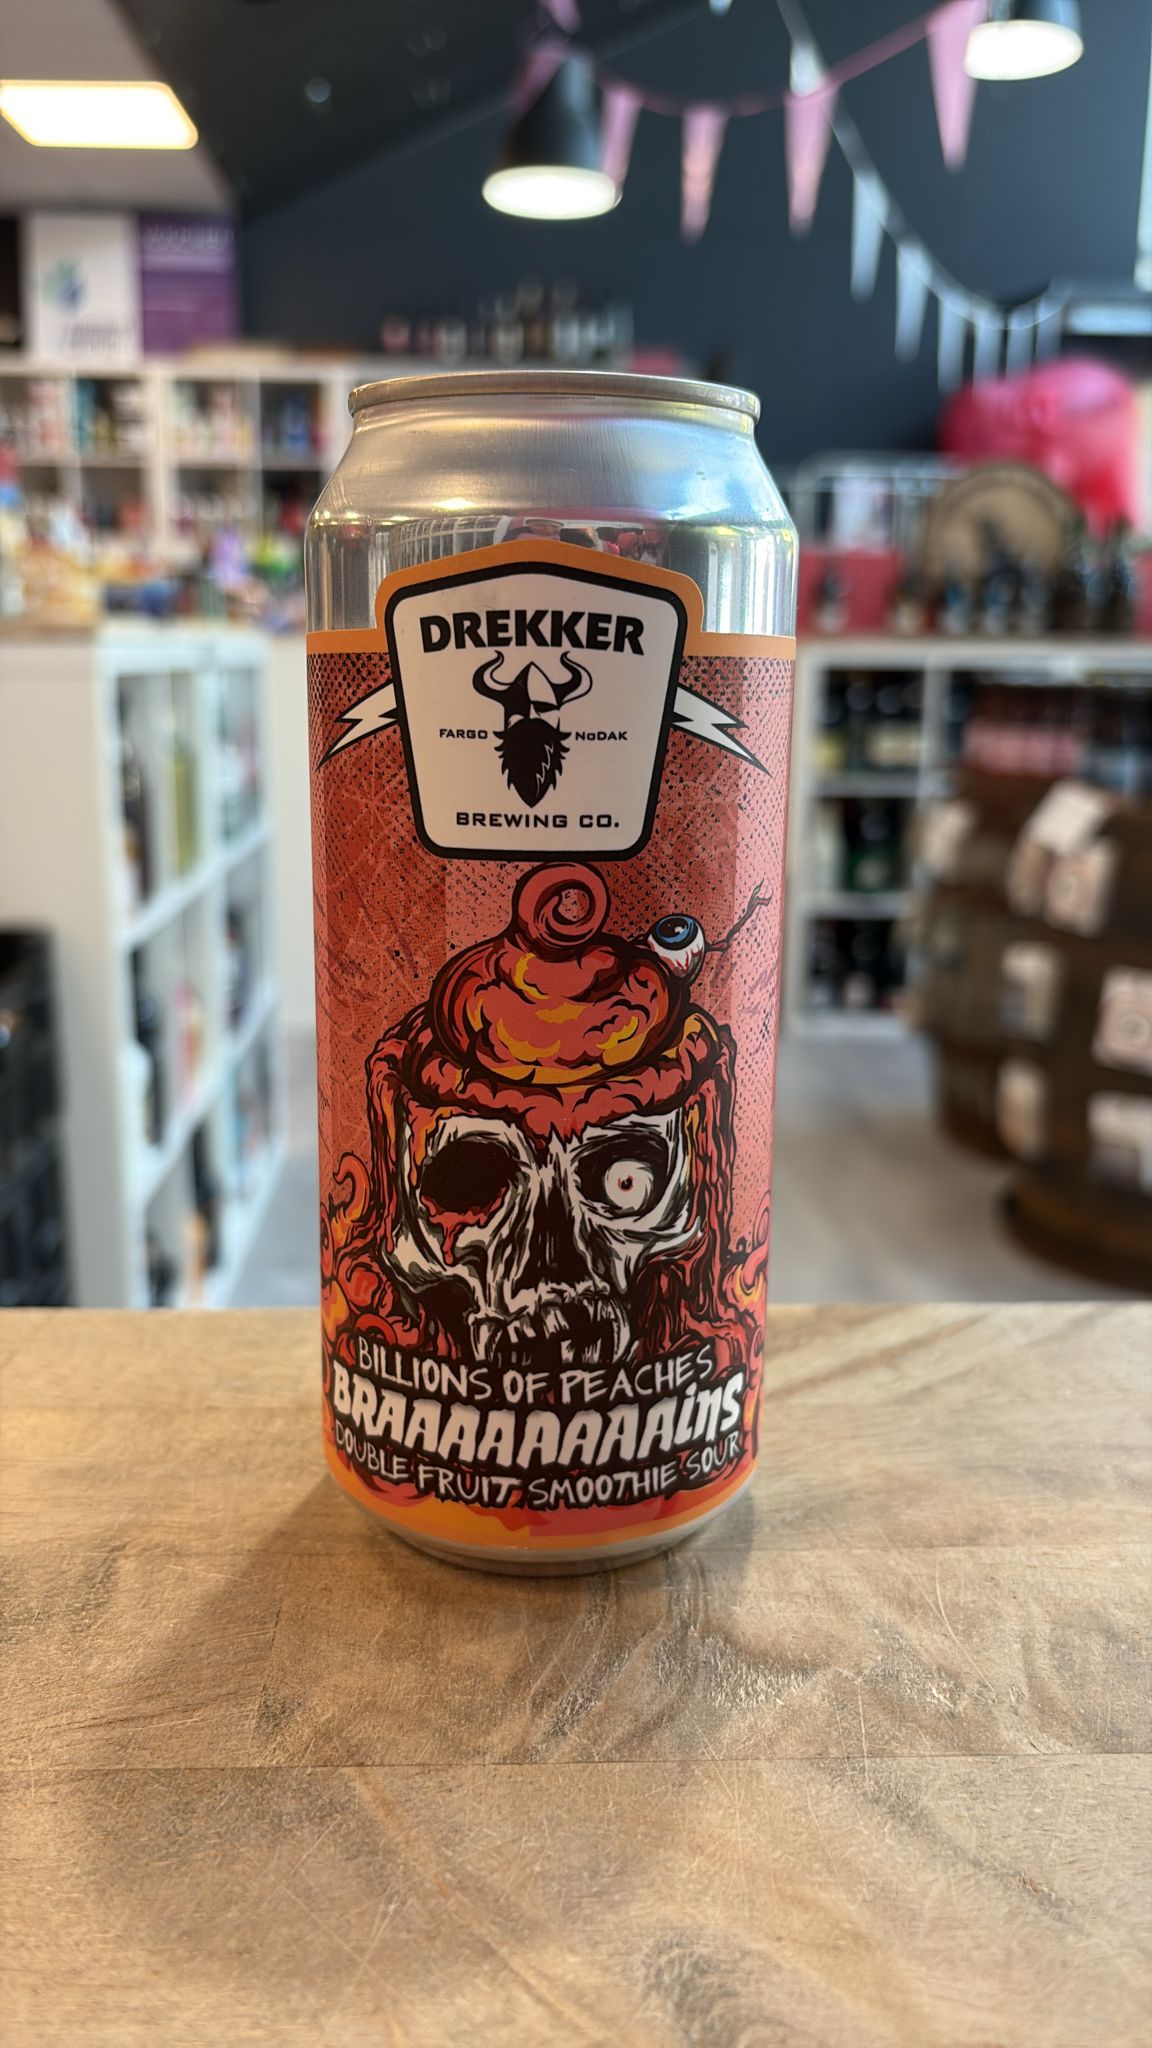 DREKKER
FARGO NoDAK
BREWING CO.
BILLIONS OF PEACHES
BRAAAAAAAAAiNS
DOUBLE FRUIT SMOOTHIE SOUR